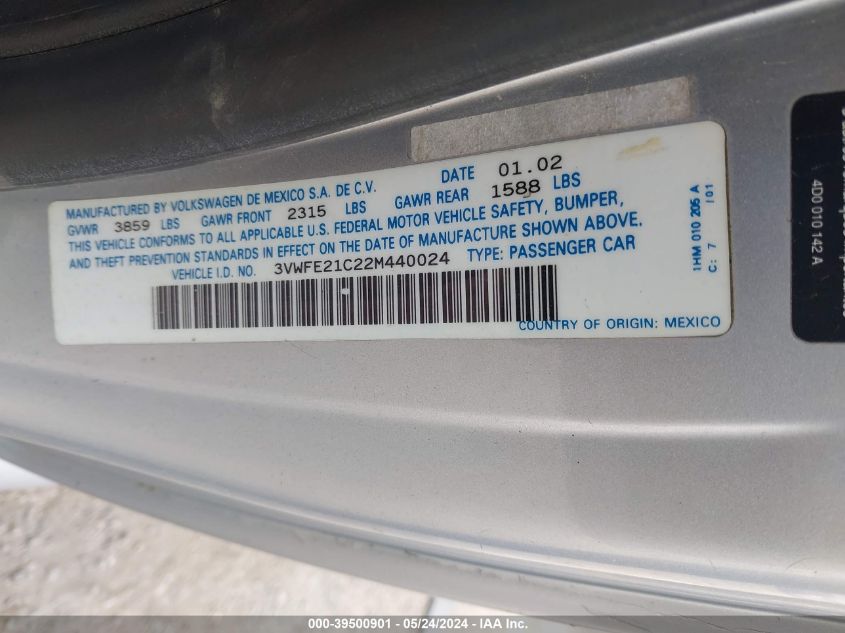 MANUFACTURED BY VOLKSWAGEN DE MEXICO S.A. DE C.V. DATE 01.02
GVWR 3859 LBS GAWR FRONT 2315 LBS GAWR REAR 1588 LBS
THIS VEHICLE CONFORMS TO ALL APPLICABLE U.S. FEDERAL MOTOR VEHICLE SAFETY, BUMPER,
AND THEFT PREVENTION STANDARDS IN EFFECT ON THE DATE OF MANUFACTURE SHOWN ABOVE.
VEHICLE I.D. NO. 3VWFE21C22M440024 TYPE: PASSENGER CAR
COUNTRY OF ORIGIN: MEXICO
1HM 010 205 A
C: 7 / 01
4D0 010 142 A
000-39500901 - 05/24/2024 - IAA Inc.